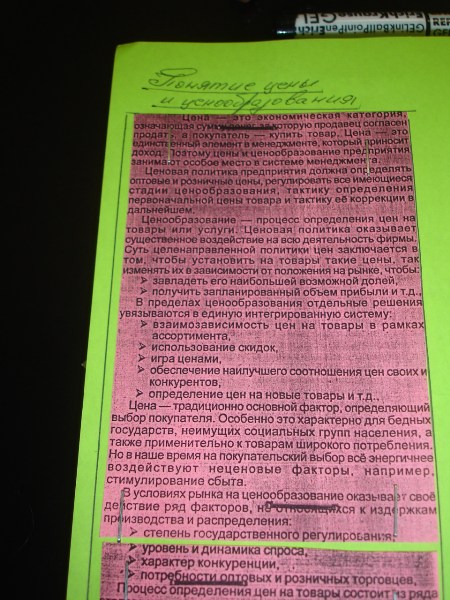 ErichKrause
GEL
GELink&BallPointPenErich
REP
Понятие цены
и ценообразования
Цена — это экономическая категория,
означающая сумму денег, за которую продавец согласен
продать, а покупатель — купить товар. Цена — это
единственный элемент в менеджменте, который приносит
доход, поэтому цены и ценообразование предприятия
занимают особое место в системе менеджмента.
Ценовая политика предприятия должна определять
оптовые и розничные цены, регулировать все имеющиеся
стадии ценообразования, тактику определения
первоначальной цены товара и тактику её коррекции в
дальнейшем.
Ценообразование — процесс определения цен на
товары или услуги. Ценовая политика оказывает
существенное воздействие на всю деятельность фирмы.
Суть целенаправленной политики цен заключается в
том, чтобы установить на товары такие цены, так
изменять их в зависимости от положения на рынке, чтобы:
➢ завладеть его наибольшей возможной долей,
➢ получить запланированный объем прибыли и т.д.,
В пределах ценообразования отдельные решения
увязываются в единую интегрированную систему:
➢ взаимозависимость цен на товары в рамках
ассортимента,
➢ использование скидок,
➢ игра ценами,
➢ обеспечение наилучшего соотношения цен своих и
конкурентов,
➢ определение цен на новые товары и т.д..
Цена — традиционно основной фактор, определяющий
выбор покупателя. Особенно это характерно для бедных
государств, неимущих социальных групп населения, а
также применительно к товарам широкого потребления.
Но в наше время на покупательский выбор всё энергичнее
воздействуют неценовые факторы, например,
стимулирование сбыта.
В условиях рынка на ценообразование оказывает своё
действие ряд факторов, не относящихся к издержкам
производства и распределения:
➢ степень государственного регулирования,
➢ уровень и динамика спроса,
➢ характер конкуренции,
➢ потребности оптовых и розничных торговцев,
Процесс определения цен на товары состоит из ряда